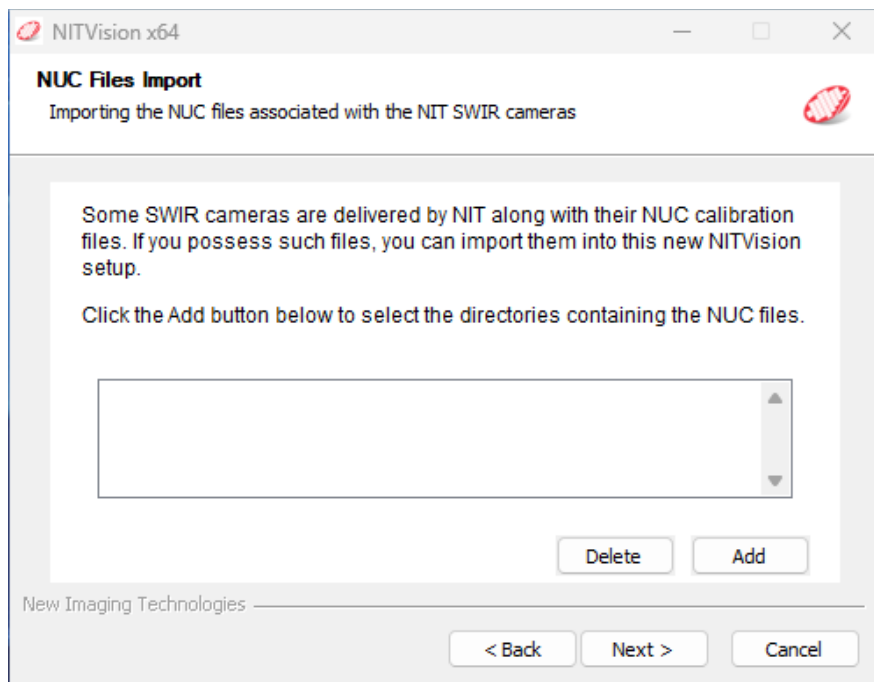 NITVision x64
NUC Files Import
Importing the NUC files associated with the NIT SWIR cameras
Some SWIR cameras are delivered by NIT along with their NUC calibration
files. If you possess such files, you can import them into this new NITVision
setup.
Click the Add button below to select the directories containing the NUC files.
Delete
Add
New Imaging Technologies
< Back
Next >
Cancel